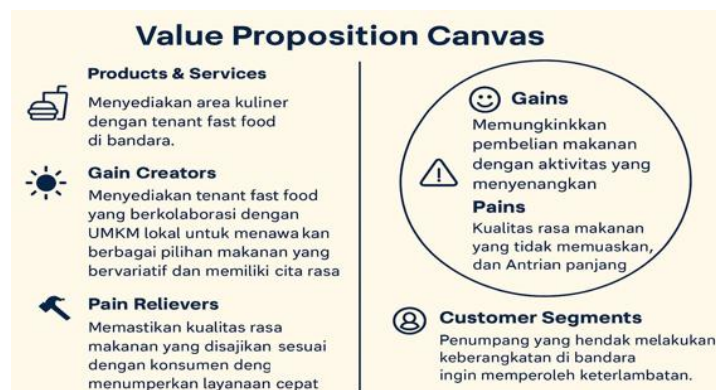 Value Proposition Canvas
Products & Services
Menyediakan area kuliner
dengan tenant fast food
di bandara.
Gain Creators
Menyediakan tenant fast food
yang berkolaborasi dengan
UMKM lokal untuk menawa kan
berbagai pilihan makanan yang
bervariatif dan memiliki cita rasa
Pain Relievers
Memastikan kualitas rasa
makanan yang disajikan sesuai
dengan konsumen deng
menumperkan layanaan cepat
Gains
Memungkinkkan
pembelian makanan
dengan aktivitas yang
menyenangkan
Pains
Kualitas rasa makanan
yang tidak memuaskan,
dan Antrian panjang
Customer Segments
Penumpang yang hendak melakukan
keberangkatan di bandara
ingin memperoleh keterlambatan.